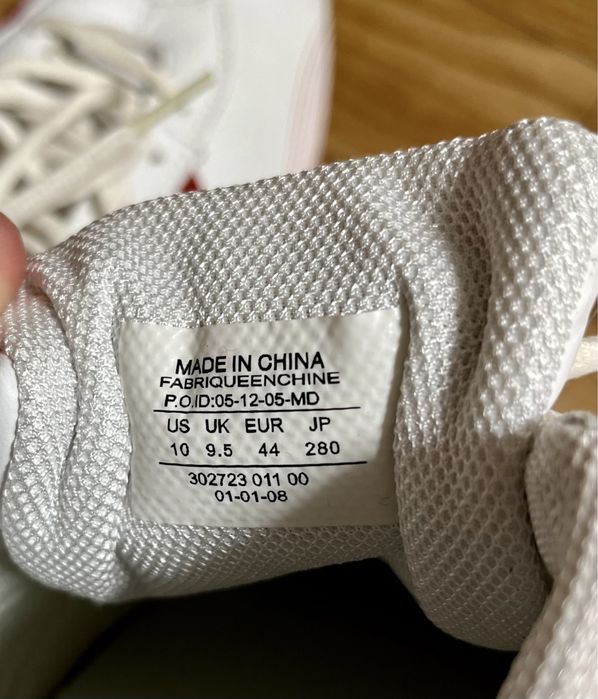 MADE IN CHINA
FABRIQUEENCHINE
P.O.ID:05-12-05-MD
US UK EUR JP
10 9.5 44 280
302723 011 00
01-01-08